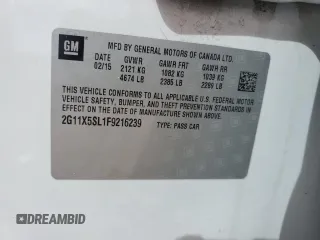 GM
MFD BY GENERAL MOTORS OF CANADA LTD.
DATE GVWR GAWR FRT GAWR RR
02/15 2121 KG 1082 KG 1039 KG
4674 LB 2385 LB 2289 LB
THIS VEHICLE CONFORMS TO ALL APPLICABLE U.S. FEDERAL MOTOR
VEHICLE SAFETY, BUMPER, AND THEFT PREVENTION STANDARDS IN
EFFECT ON THE DATE OF MANUFACTURE SHOWN ABOVE.
2G11X5SL1F9216239 TYPE: PASS CAR
DREAMBID